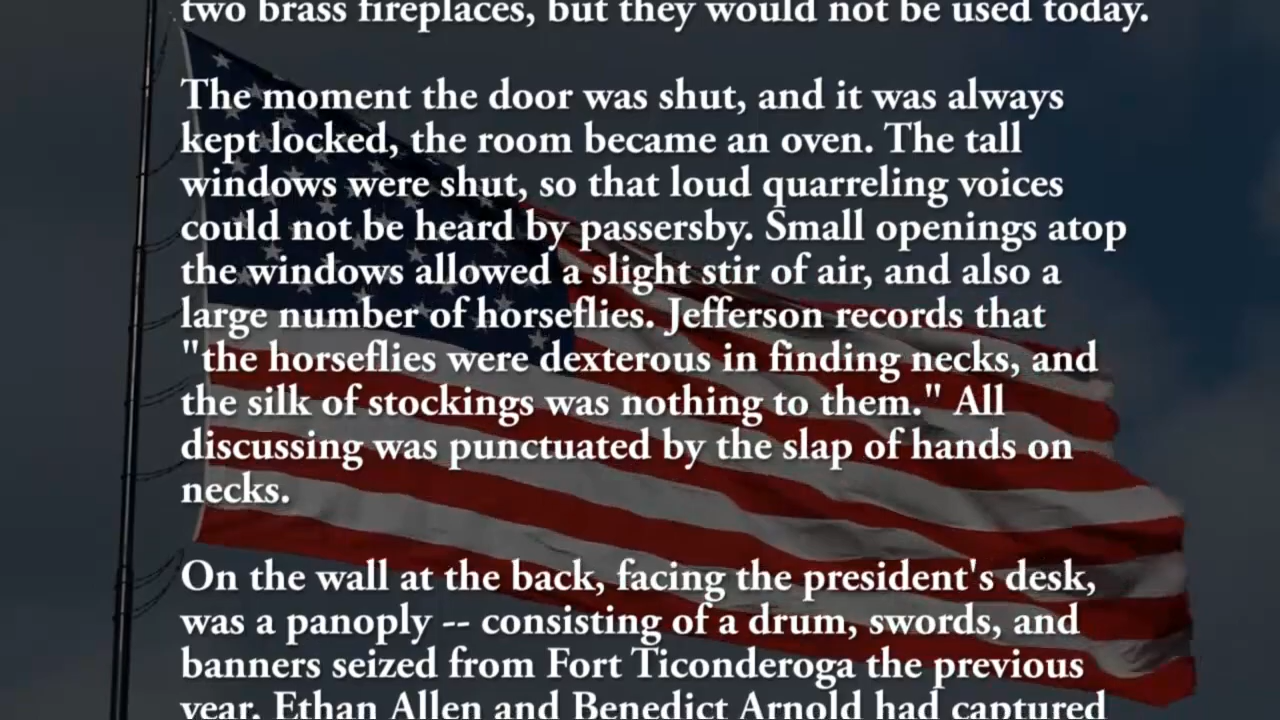 two brass fireplaces, but they would not be used today.
The moment the door was shut, and it was always
kept locked, the room became an oven. The tall
windows were shut, so that loud quarreling voices
could not be heard by passersby. Small openings atop
the windows allowed a slight stir of air, and also a
large number of horseflies. Jefferson records that
"the horseflies were dexterous in finding necks, and
the silk of stockings was nothing to them." All
discussing was punctuated by the slap of hands on
necks.
On the wall at the back, facing the president's desk,
was a panoply -- consisting of a drum, swords, and
banners seized from Fort Ticonderoga the previous
year. Ethan Allen and Benedict Arnold had captured